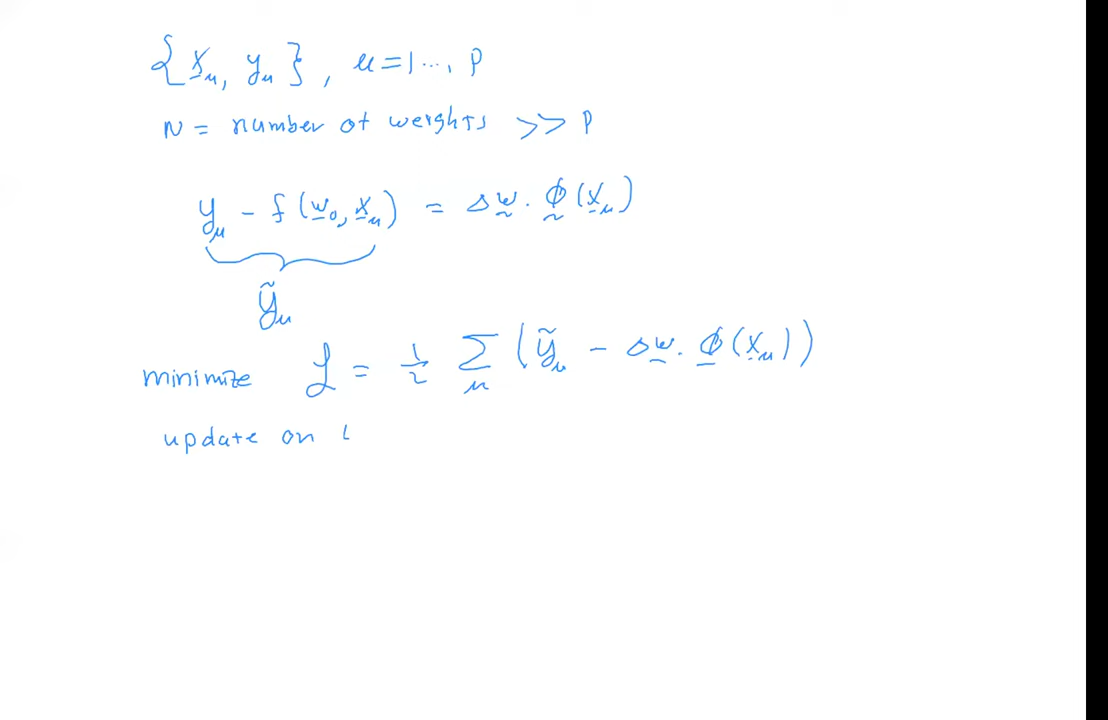 {x_μ, y_μ}, μ=1…, P
N = number of weights >> P
y_μ − f(w_0, x_μ) = Δw · φ(x_μ)
ỹ_μ
minimize ℒ = 1/2 Σ_μ (ỹ_μ − Δw · φ(x_μ))
update on